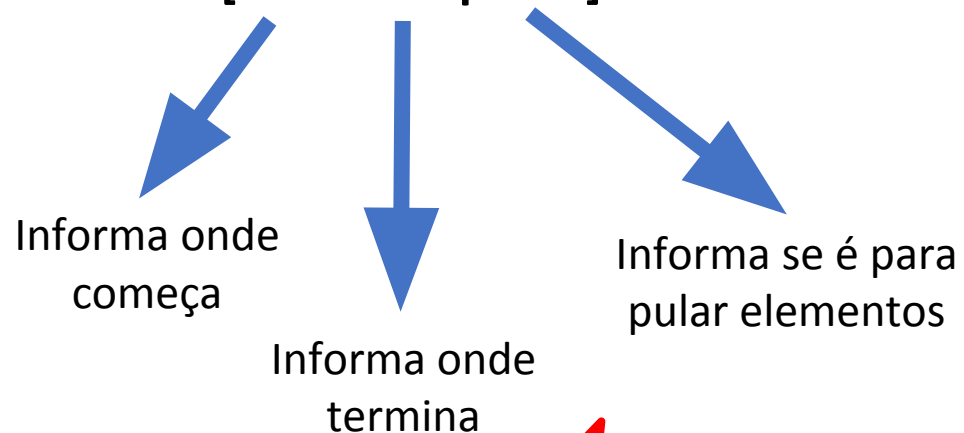 Informa onde
começa
Informa se é para
pular elementos
Informa onde
termina